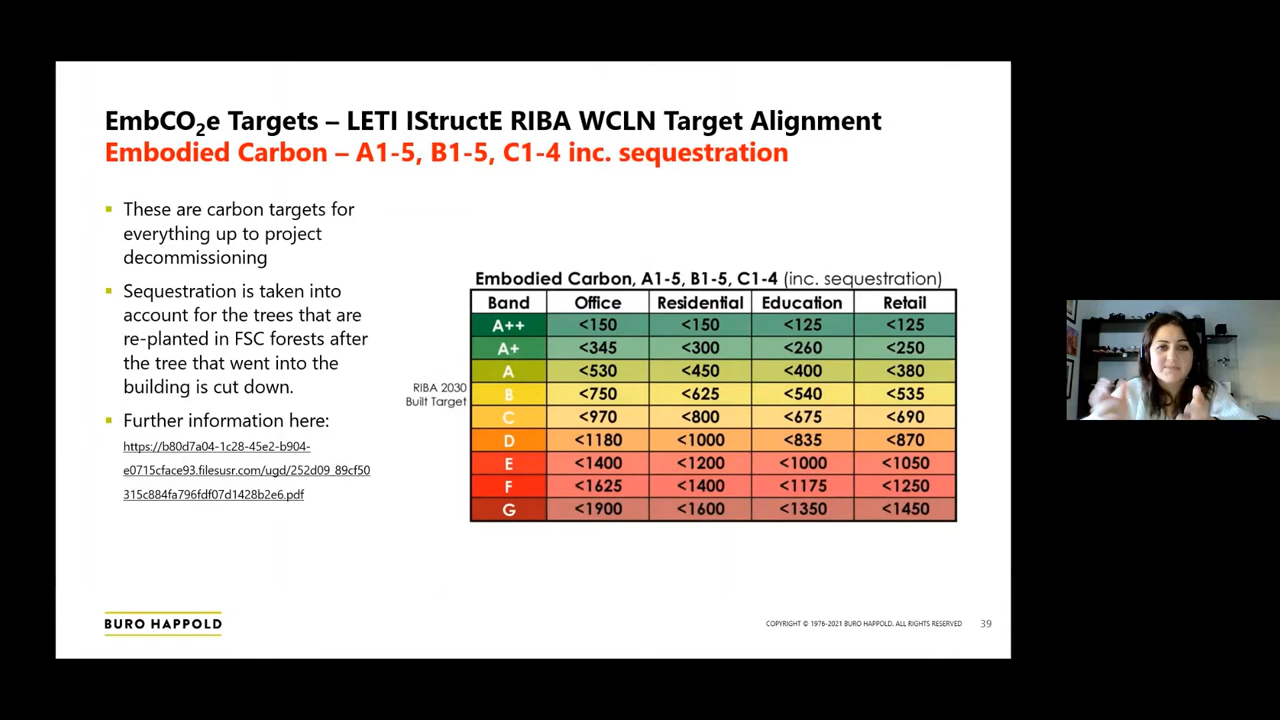 EmbCO2e Targets – LETI IStructE RIBA WCLN Target Alignment
Embodied Carbon – A1-5, B1-5, C1-4 inc. sequestration
These are carbon targets for
everything up to project
decommissioning
Sequestration is taken into
account for the trees that are
re-planted in FSC forests after
the tree that went into the
building is cut down.
Further information here:
https://b80d7a04-1c28-45e2-b904-
e0715cface93.filesusr.com/ugd/252d09_89cf50
315c884fa796fdf07d1428b2e6.pdf
Embodied Carbon, A1-5, B1-5, C1-4 (inc. sequestration)
Band Office Residential Education Retail
A++ <150 <150 <125 <125
A+ <345 <300 <260 <250
A <530 <450 <400 <380
RIBA 2030
Built Target
B <750 <625 <540 <535
C <970 <800 <675 <690
D <1180 <1000 <835 <870
E <1400 <1200 <1000 <1050
F <1625 <1400 <1175 <1250
G <1900 <1600 <1350 <1450
BURO HAPPOLD
COPYRIGHT © 1976-2021 BURO HAPPOLD. ALL RIGHTS RESERVED 39